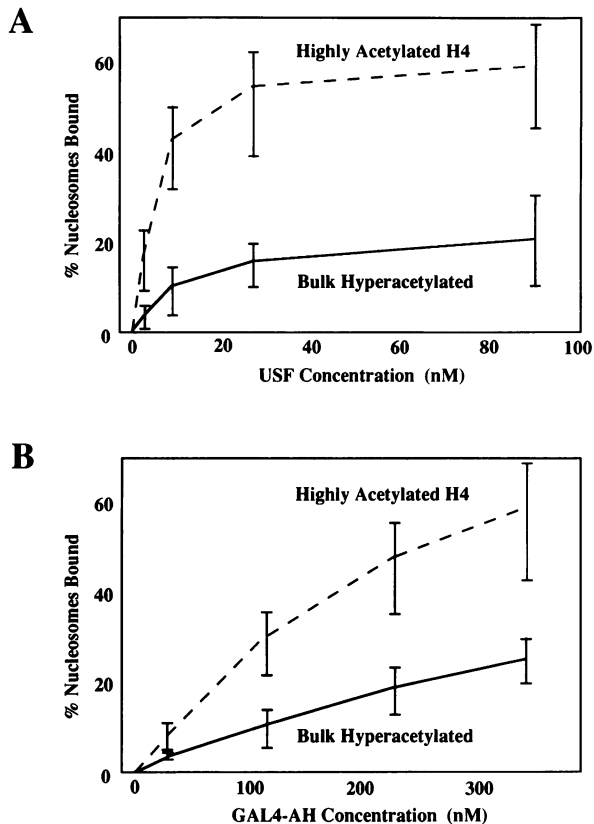 A
% Nucleosomes Bound
60
40
20
0
Highly Acetylated H4
Bulk Hyperacetylated
0 20 40 60 80 100
USF Concentration (nM)
B
% Nucleosomes Bound
60
40
20
0
Highly Acetylated H4
Bulk Hyperacetylated
0 100 200 300
GAL4-AH Concentration (nM)